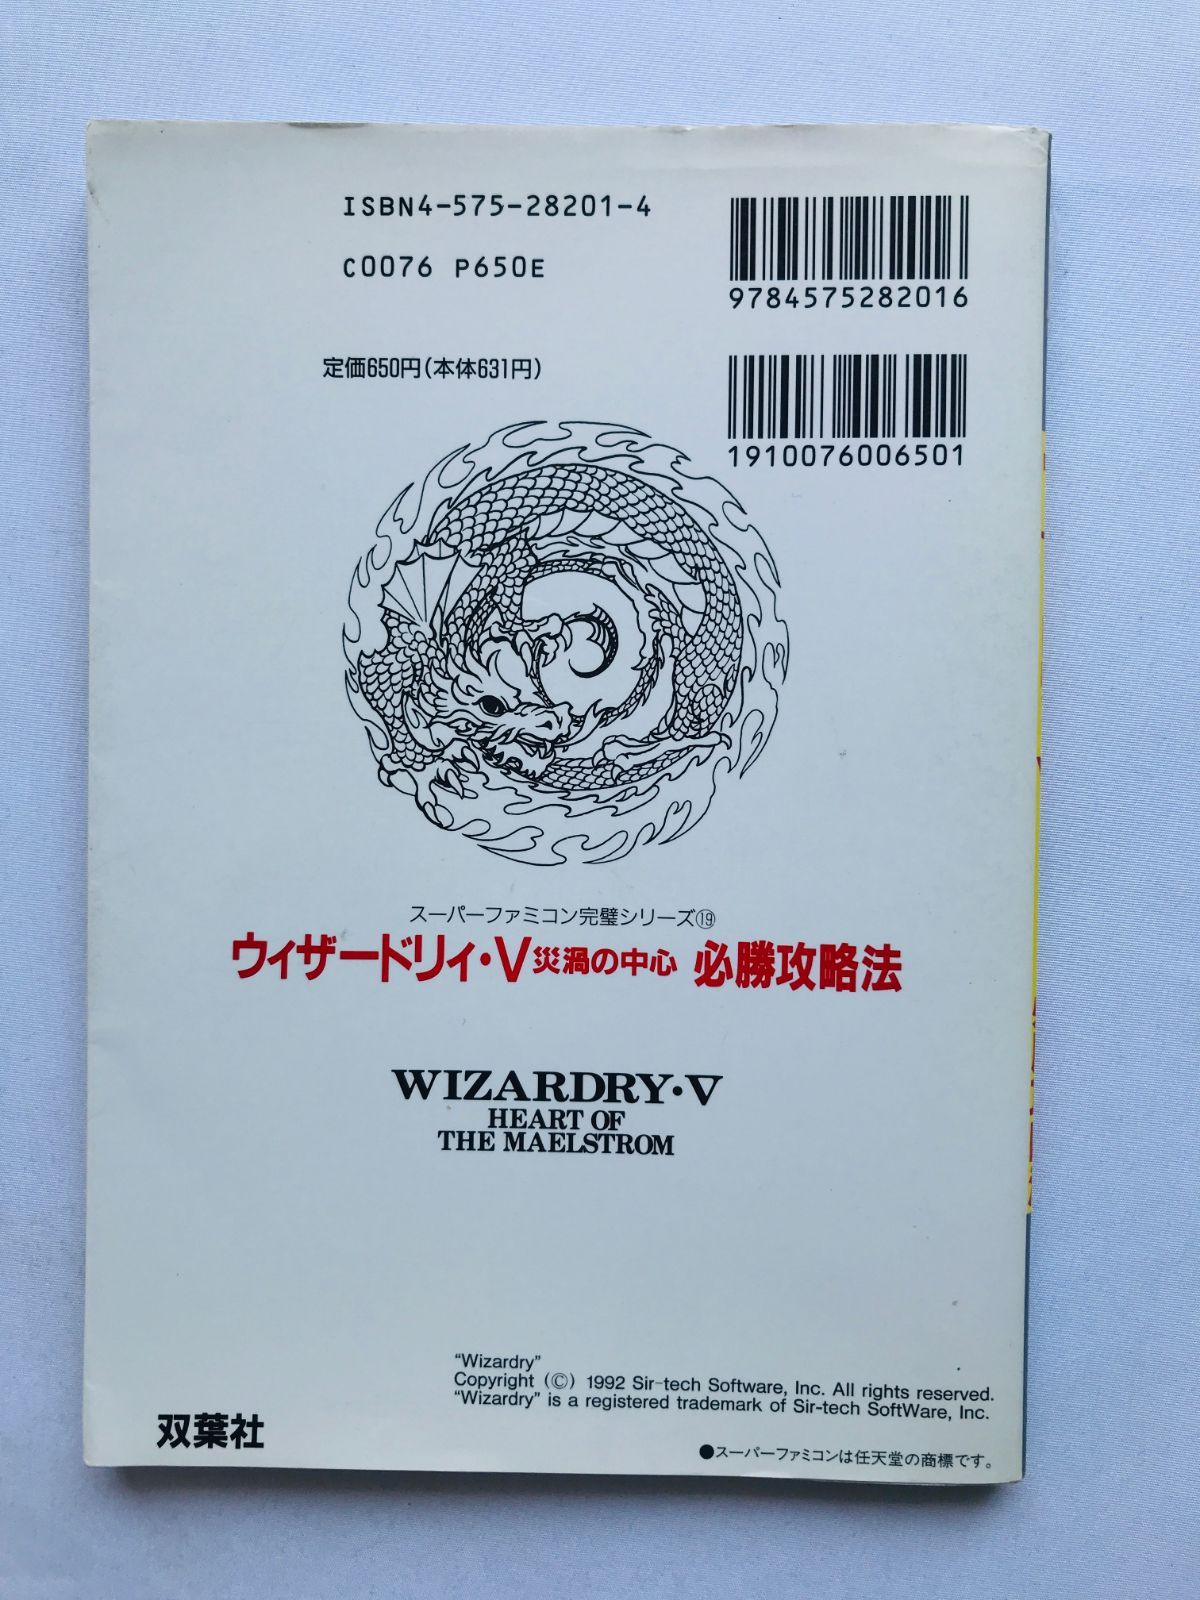 ISBN4-575-28201-4
C0076 P650E
9784575282016
定価650円(本体631円)
1910076006501
スーパーファミコン完璧シリーズ⑲
ウィザードリィ・V災渦の中心 必勝攻略法
WIZARDRY・V
HEART OF
THE MAELSTROM
“Wizardry”
Copyright (C) 1992 Sir-tech Software, Inc. All rights reserved.
“Wizardry” is a registered trademark of Sir-tech SoftWare, Inc.
双葉社
●スーパーファミコンは任天堂の商標です。